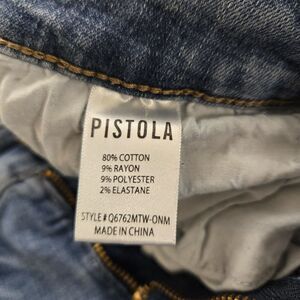 PISTOLA
80% COTTON
9% RAYON
9% POLYESTER
2% ELASTANE
STYLE # Q6762MTW-ONM
MADE IN CHINA